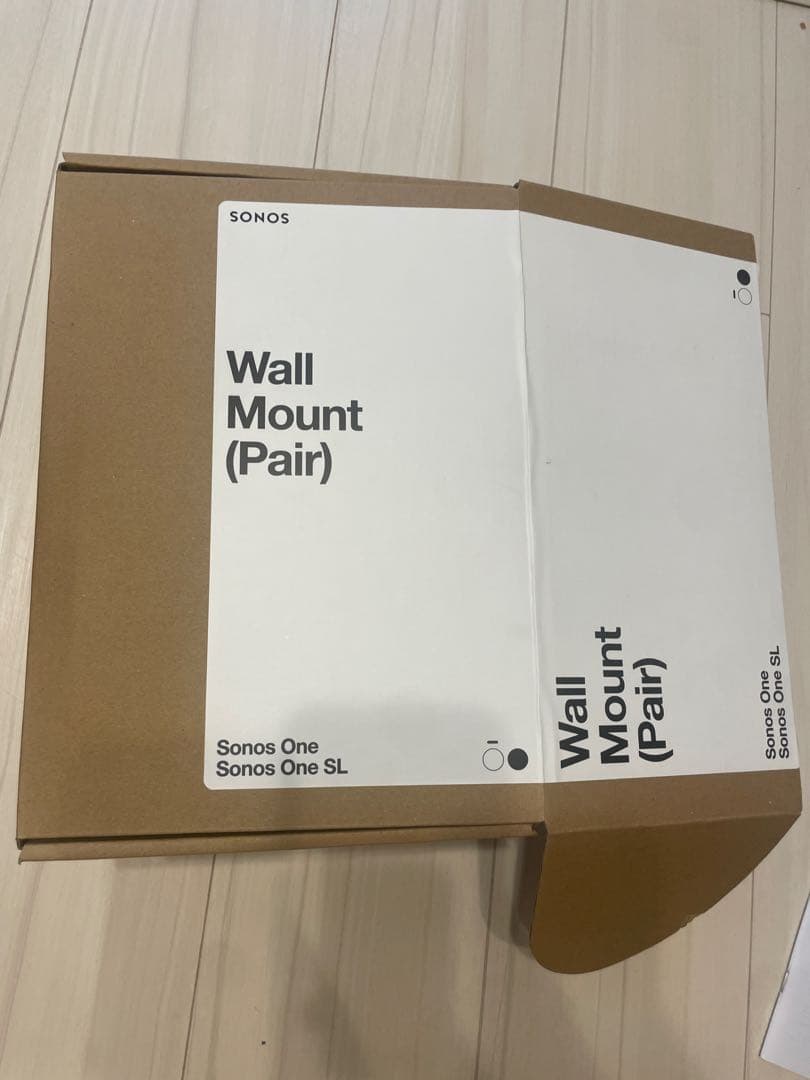 SONOS
Wall
Mount
(Pair)
Sonos One
Sonos One SL
Wall
Mount
(Pair)
Sonos One
Sonos One SL